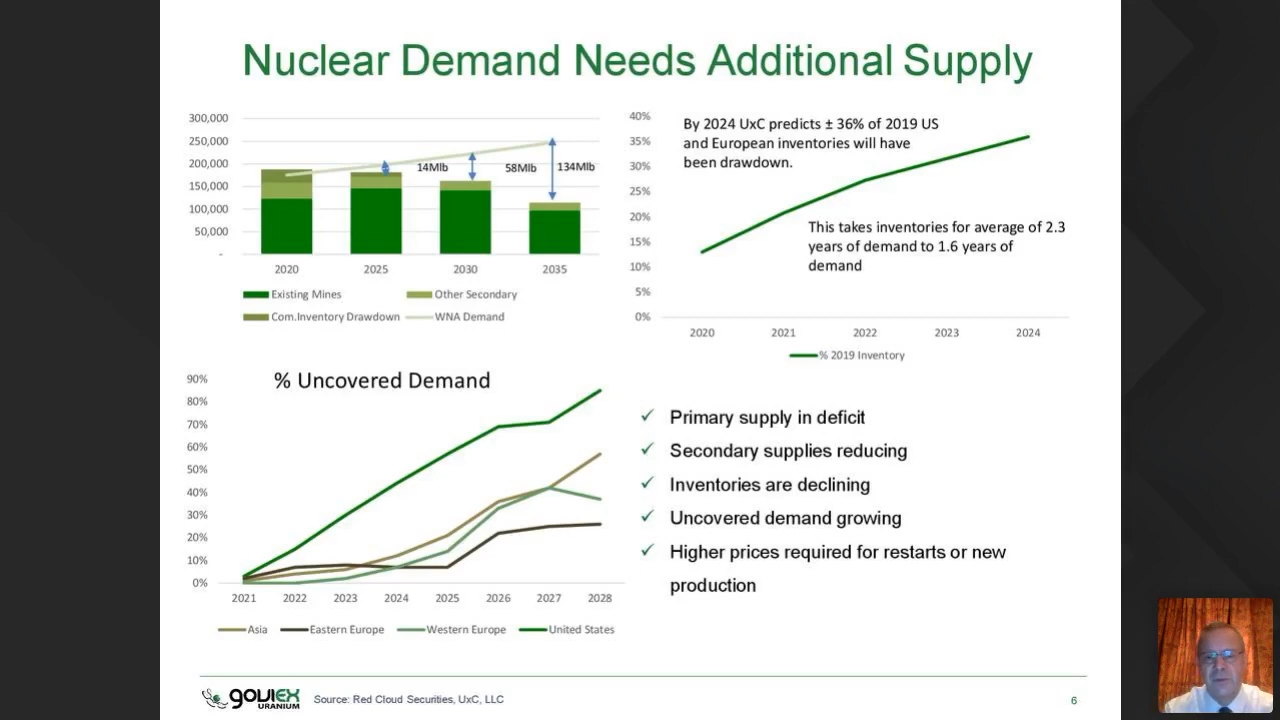 Nuclear Demand Needs Additional Supply
300,000
250,000
200,000
150,000
100,000
50,000
-
14Mlb
58Mlb
134Mlb
2020 2025 2030 2035
Existing Mines Other Secondary
Com.Inventory Drawdown WNA Demand
40%
35%
30%
25%
20%
15%
10%
5%
0%
By 2024 UxC predicts ± 36% of 2019 US
and European inventories will have
been drawdown.
This takes inventories for average of 2.3
years of demand to 1.6 years of
demand
2020 2021 2022 2023 2024
% 2019 Inventory
% Uncovered Demand
90%
80%
70%
60%
50%
40%
30%
20%
10%
0%
2021 2022 2023 2024 2025 2026 2027 2028
Asia Eastern Europe Western Europe United States
✓ Primary supply in deficit
✓ Secondary supplies reducing
✓ Inventories are declining
✓ Uncovered demand growing
✓ Higher prices required for restarts or new
production
goviex
URANIUM
Source: Red Cloud Securities, UxC, LLC
6